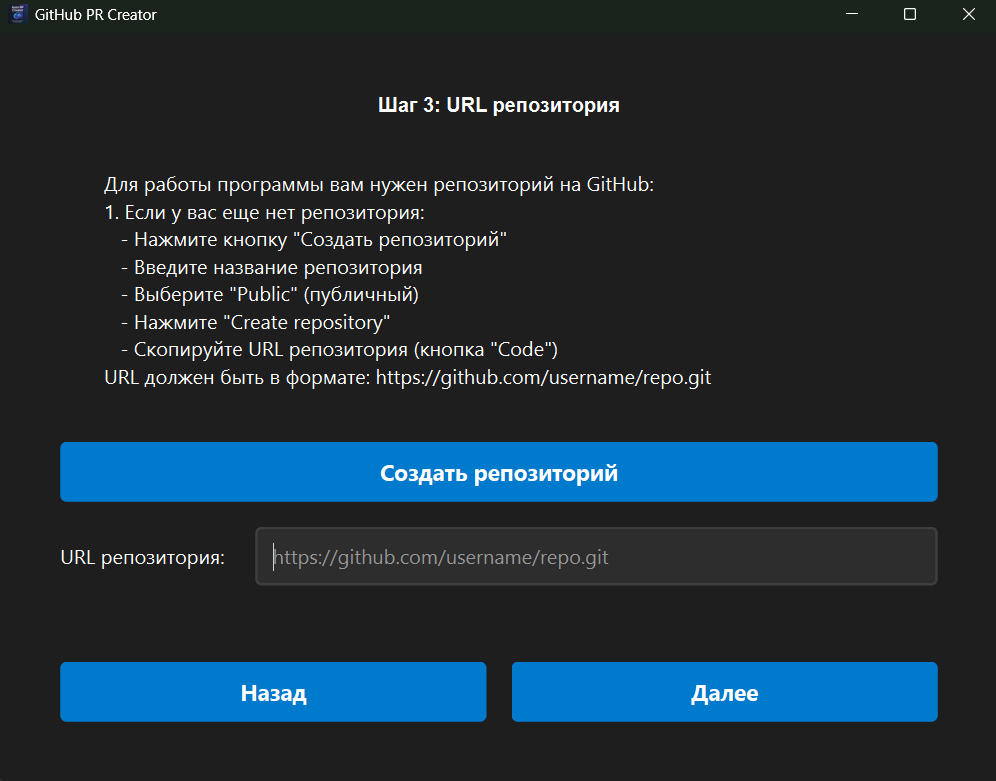 GitHub PR Creator
Шаг 3: URL репозитория
Для работы программы вам нужен репозиторий на GitHub:
1. Если у вас еще нет репозитория:
- Нажмите кнопку "Создать репозиторий"
- Введите название репозитория
- Выберите "Public" (публичный)
- Нажмите "Create repository"
- Скопируйте URL репозитория (кнопка "Code")
URL должен быть в формате: https://github.com/username/repo.git
Создать репозиторий
URL репозитория: https://github.com/username/repo.git
Назад Далее